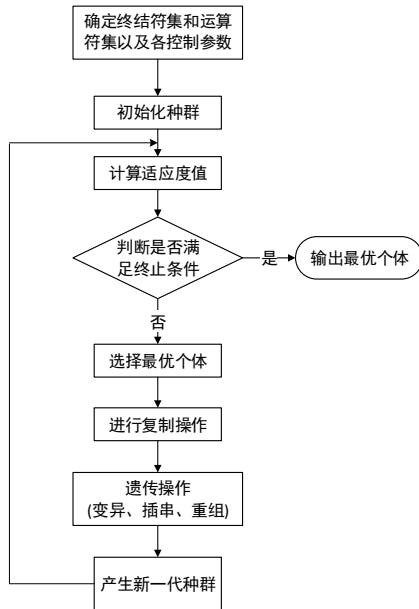 确定终结符集和运算
符集以及各控制参数
初始化种群
计算适应度值
判断是否满
足终止条件
是
输出最优个体
否
选择最优个体
进行复制操作
遗传操作
(变异、插串、重组)
产生新一代种群